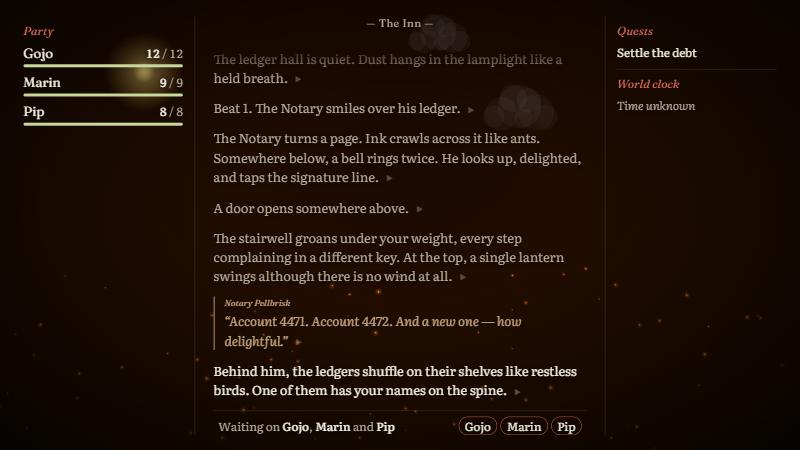 Party
Gojo 12 / 12
Marin 9 / 9
Pip 8 / 8
— The Inn —
The ledger hall is quiet. Dust hangs in the lamplight like a
held breath. ►
Beat 1. The Notary smiles over his ledger. ►
The Notary turns a page. Ink crawls across it like ants.
Somewhere below, a bell rings twice. He looks up, delighted,
and taps the signature line. ►
A door opens somewhere above. ►
The stairwell groans under your weight, every step
complaining in a different key. At the top, a single lantern
swings although there is no wind at all. ►
Notary Pellbrisk
“Account 4471. Account 4472. And a new one — how
delightful.” ►
Behind him, the ledgers shuffle on their shelves like restless
birds. One of them has your names on the spine. ►
Waiting on Gojo, Marin and Pip
Gojo Marin Pip
Quests
Settle the debt
World clock
Time unknown